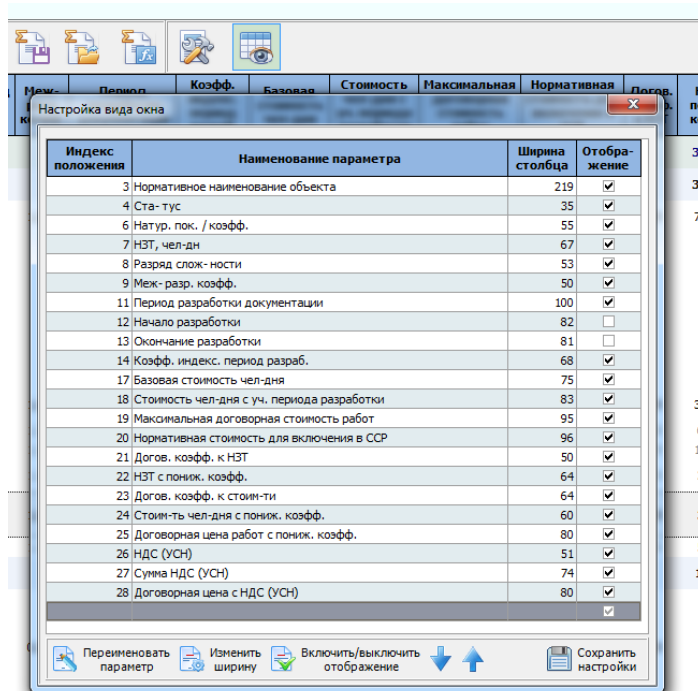 Меж-
Период
Коэфф.
Базовая
Стоимость
Максимальная
Нормативная
Догов.
Настройка вида окна
Индекс положения Наименование параметра Ширина столбца Отобра-жение
3 Нормативное наименование объекта 219
4 Ста- тус 35
6 Натур. пок. / коэфф. 55
7 НЗТ, чел-дн 67
8 Разряд слож- ности 53
9 Меж- разр. коэфф. 50
11 Период разработки документации 100
12 Начало разработки 82
13 Окончание разработки 81
14 Коэфф. индекс. период разраб. 68
17 Базовая стоимость чел-дня 75
18 Стоимость чел-дня с уч. периода разработки 83
19 Максимальная договорная стоимость работ 95
20 Нормативная стоимость для включения в ССР 96
21 Догов. коэфф. к НЗТ 50
22 НЗТ с пониж. коэфф. 64
23 Догов. коэфф. к стоим-ти 64
24 Стоим-ть чел-дня с пониж. коэфф. 60
25 Договорная цена работ с пониж. коэфф. 80
26 НДС (УСН) 51
27 Сумма НДС (УСН) 74
28 Договорная цена с НДС (УСН) 80
Переименовать параметр
Изменить ширину
Включить/выключить отображение
Сохранить настройки